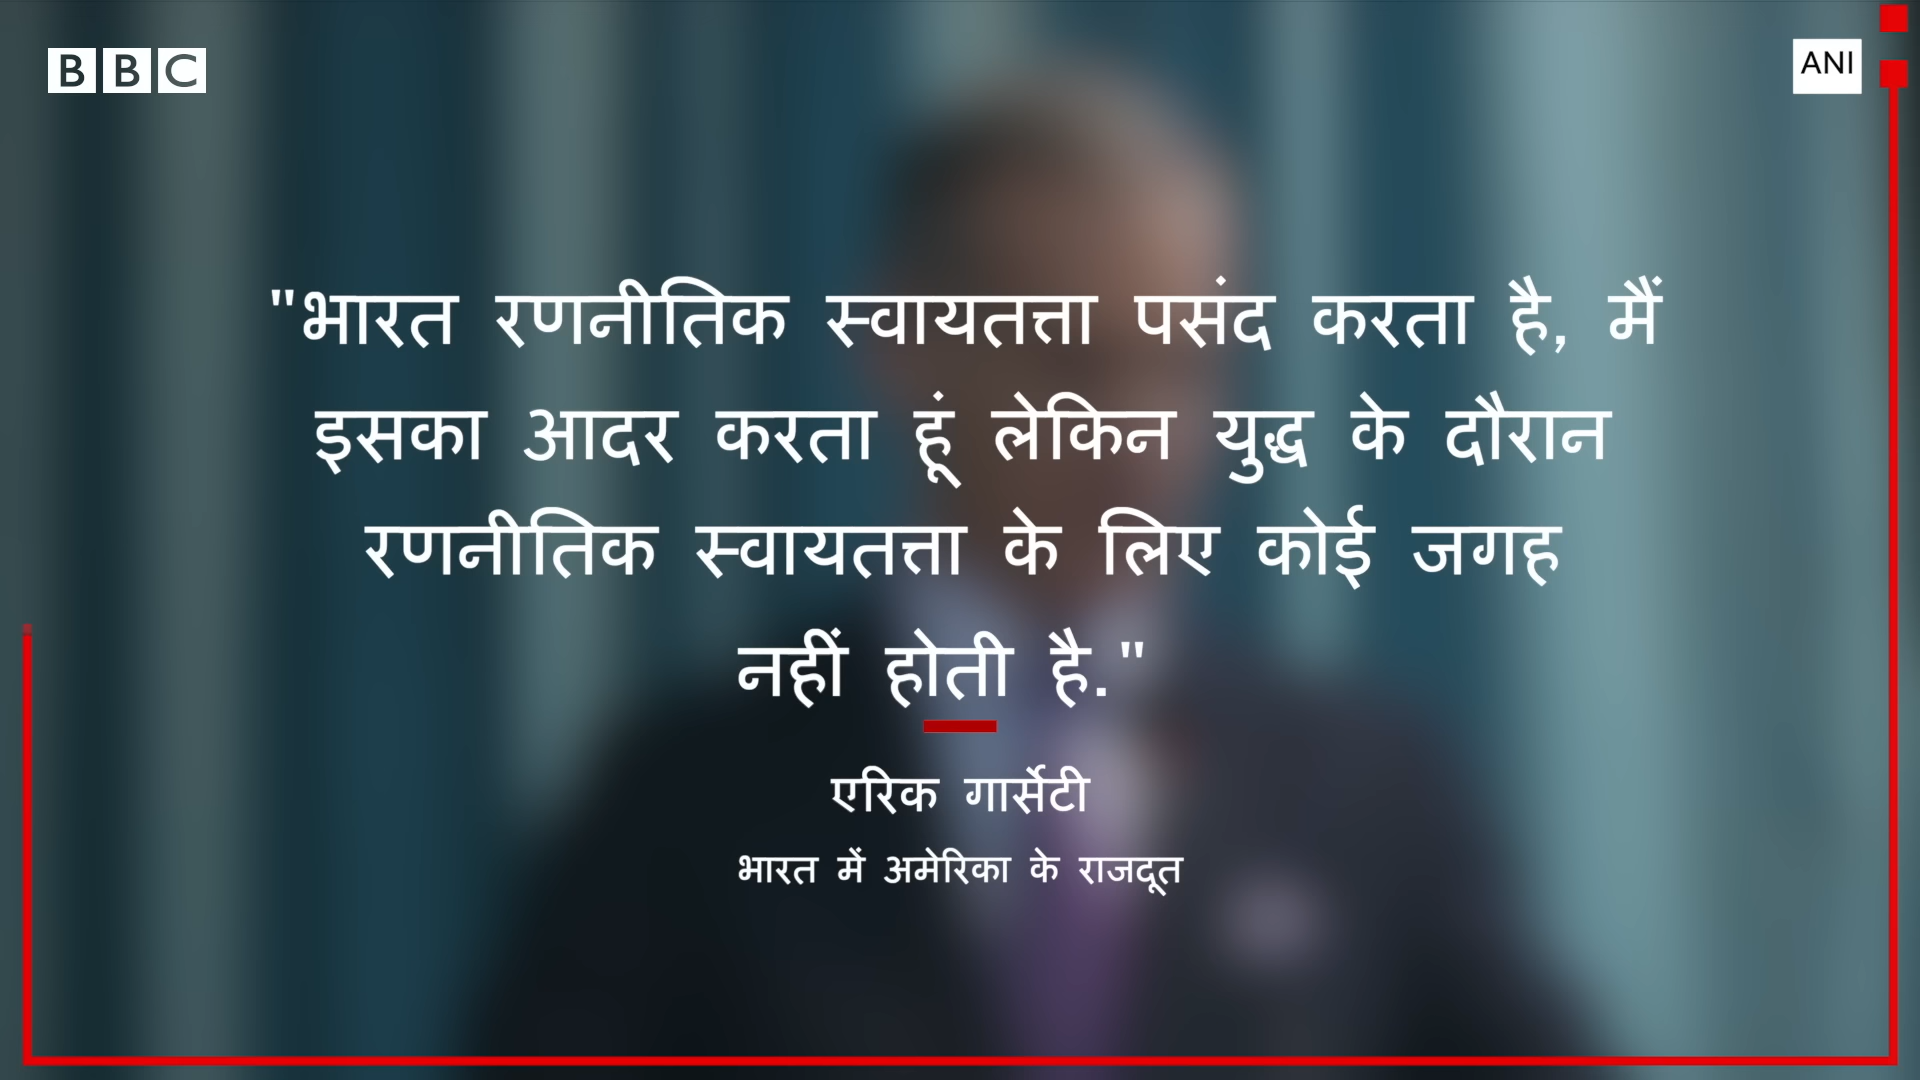 BBC
ANI
"भारत रणनीतिक स्वायतत्ता पसंद करता है, मैं
इसका आदर करता हूं लेकिन युद्ध के दौरान
रणनीतिक स्वायतत्ता के लिए कोई जगह
नहीं होती है."
एरिक गार्सेटी
भारत में अमेरिका के राजदूत